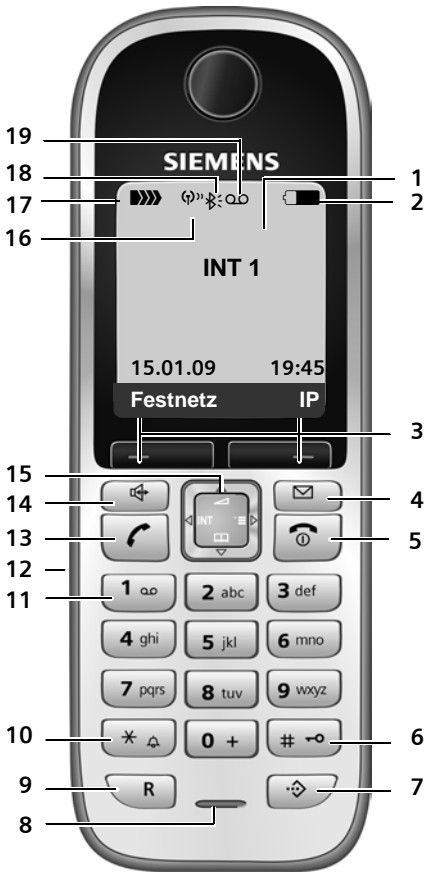 19
SIEMENS
18
1
17
2
16
INT 1
15.01.09 19:45
Festnetz IP
3
15
14
4
INT
13
5
12
11
1 2 abc 3 def
4 ghi 5 jkl 6 mno
7 pqrs 8 tuv 9 wxyz
10
* 0 + #
6
9
R
7
8